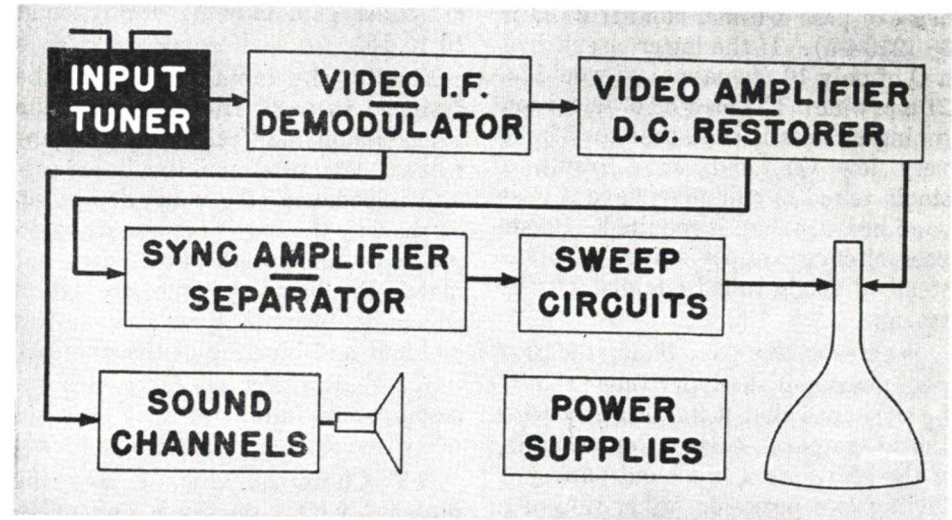 INPUT
TUNER
VIDEO I.F.
DEMODULATOR
VIDEO AMPLIFIER
D.C. RESTORER
SYNC AMPLIFIER
SEPARATOR
SWEEP
CIRCUITS
SOUND
CHANNELS
POWER
SUPPLIES